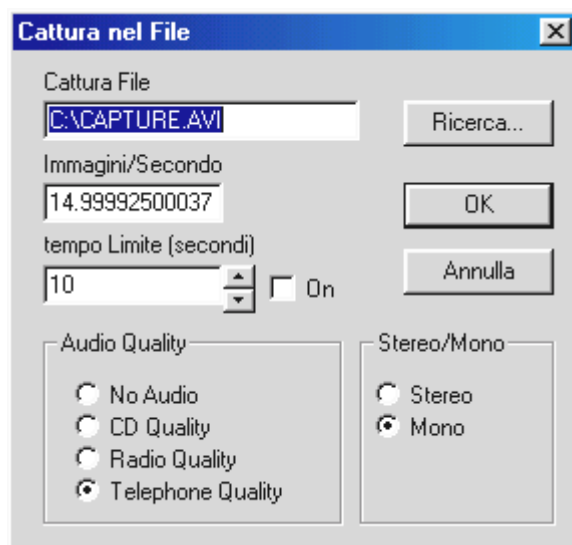 Cattura nel File
Cattura File
C:\CAPTURE.AVI
Ricerca...
Immagini/Secondo
14.99992500037
OK
tempo Limite (secondi)
10
On
Annulla
Audio Quality
No Audio
CD Quality
Radio Quality
Telephone Quality
Stereo/Mono
Stereo
Mono